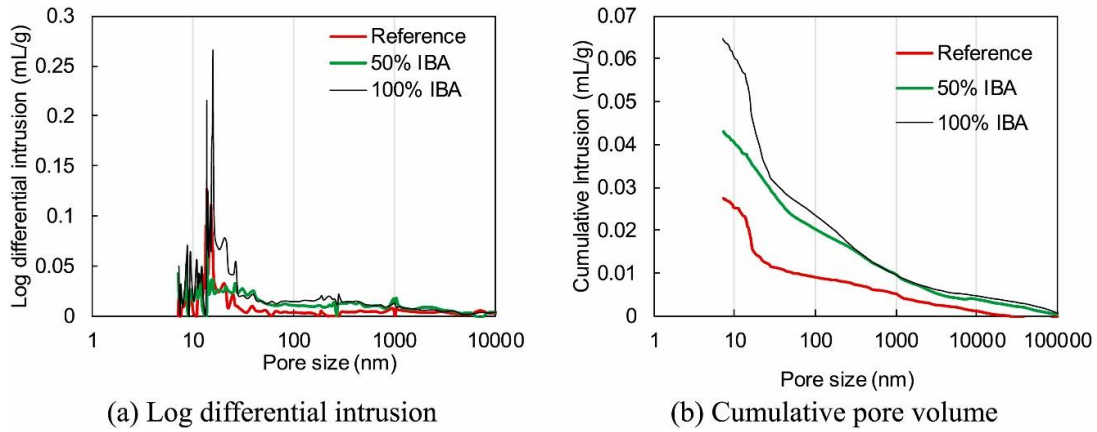 Log differential intrusion (mL/g)
0.3
0.25
0.2
0.15
0.1
0.05
0
Reference
50% IBA
100% IBA
1
10
100
1000
10000
Pore size (nm)
(a) Log differential intrusion
Cumulative Intrusion (mL/g)
0.07
0.06
0.05
0.04
0.03
0.02
0.01
0
Reference
50% IBA
100% IBA
1
10
100
1000
10000
100000
Pore size (nm)
(b) Cumulative pore volume